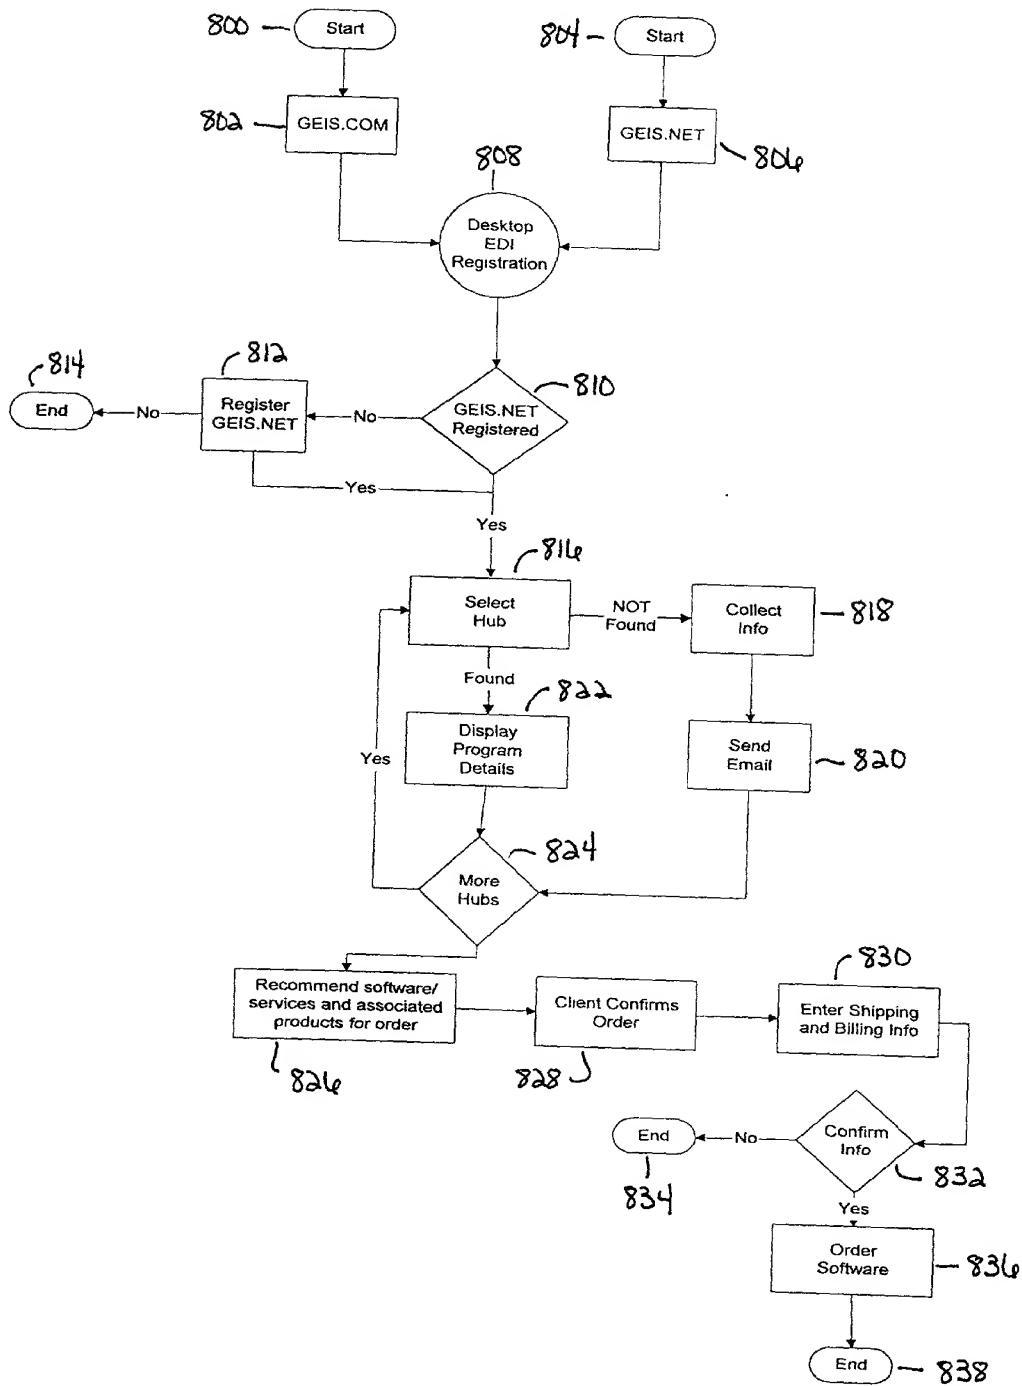 800
Start
804
Start
802
GEIS.COM
GEIS.NET
806
808
Desktop
EDI
Registration
814
812
810
End
No
Register
GEIS.NET
No
GEIS.NET
Registered
Yes
Yes
816
Select
Hub
NOT
Found
Collect
Info
818
Found
822
Yes
Display
Program
Details
Send
Email
820
824
More
Hubs
830
Recommend software/
services and associated
products for order
Client Confirms
Order
Enter Shipping
and Billing Info
826
828
End
No
Confirm
Info
834
832
Yes
Order
Software
836
End
838